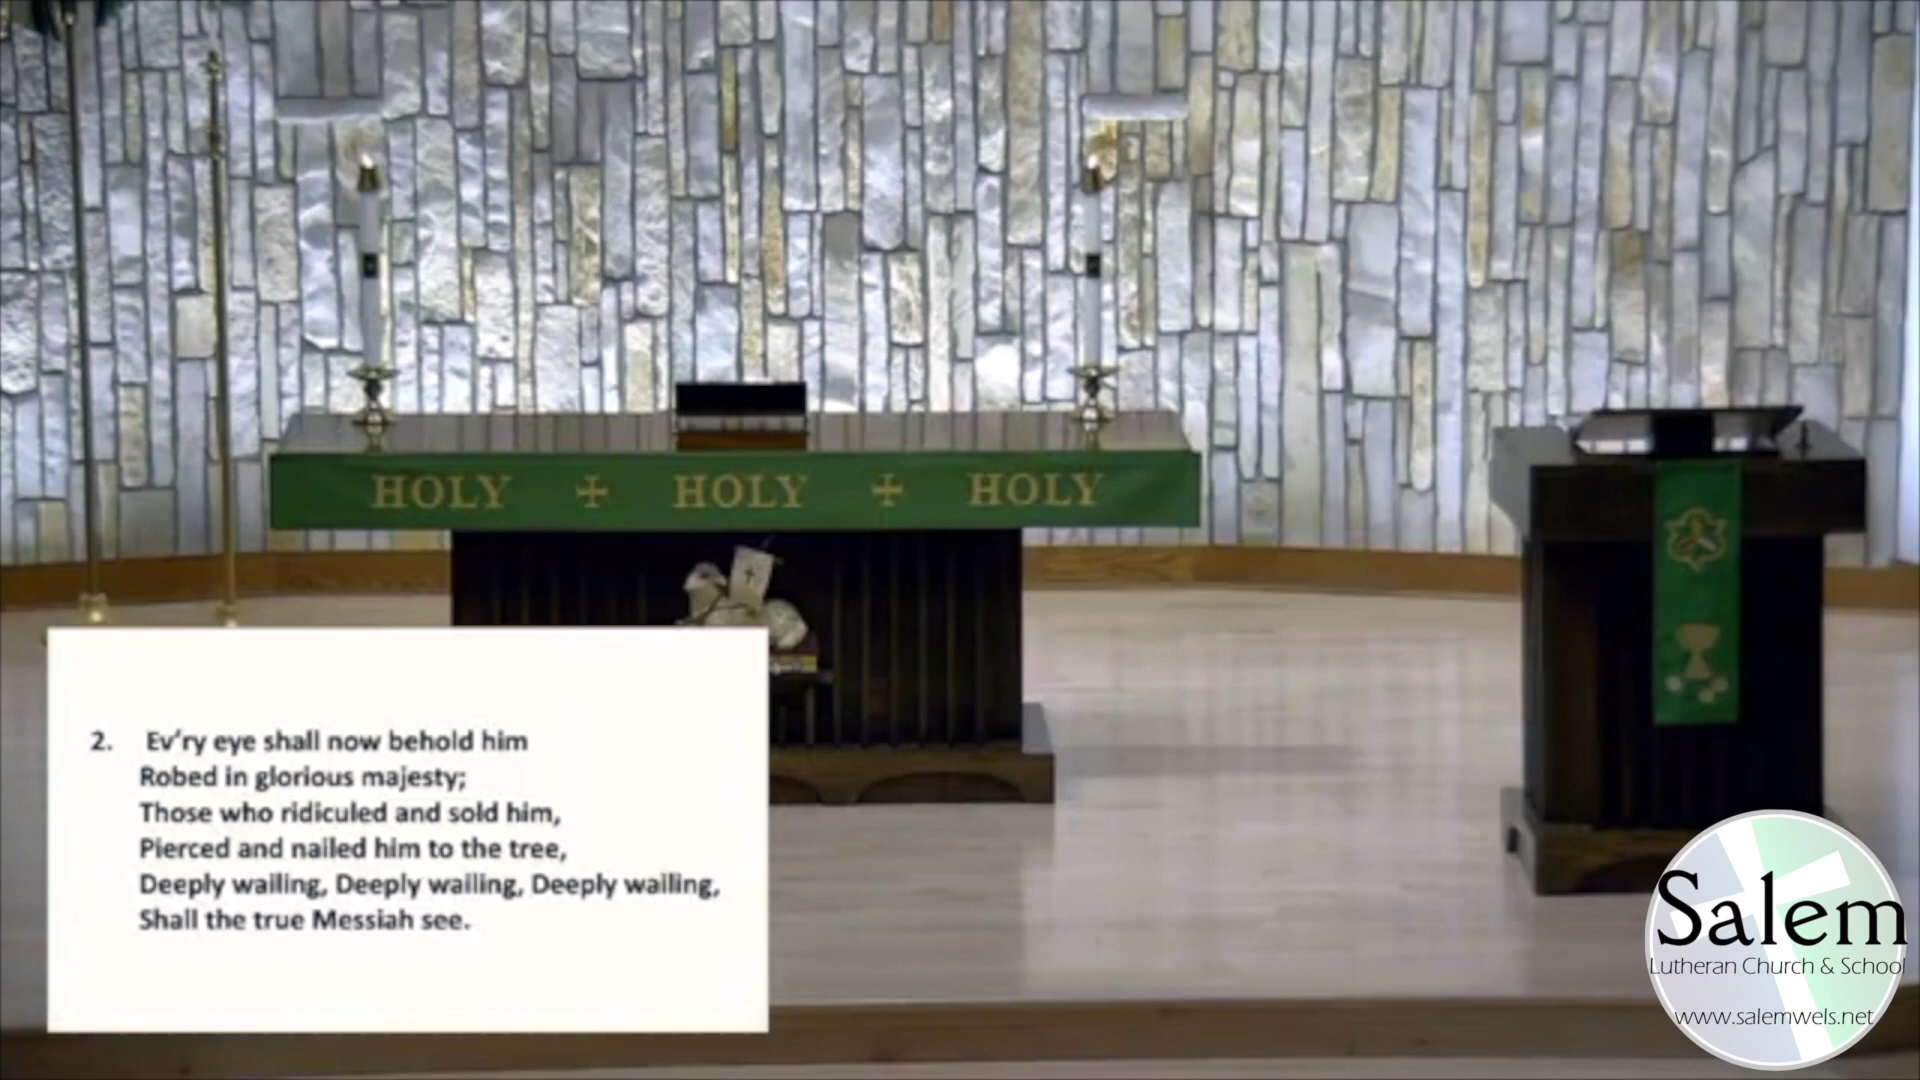 HOLY + HOLY + HOLY
2. Ev'ry eye shall now behold him
Robed in glorious majesty;
Those who ridiculed and sold him,
Pierced and nailed him to the tree,
Deeply wailing, Deeply wailing, Deeply wailing,
Shall the true Messiah see.
Salem
Lutheran Church & School
www.salemwels.net